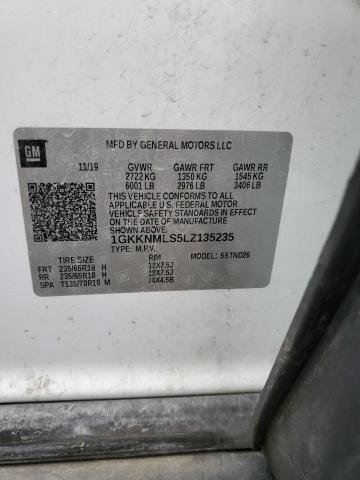 GM
MFD BY GENERAL MOTORS LLC
11/19 GVWR GAWR FRT GAWR RR
2722 KG 1350 KG 1545 KG
6001 LB 2976 LB 3406 LB
THIS VEHICLE CONFORMS TO ALL
APPLICABLE U.S. FEDERAL MOTOR
VEHICLE SAFETY STANDARDS IN
EFFECT ON THE DATE OF MANUFACTURE
SHOWN ABOVE.
1GKKNMLS5LZ135235
TYPE: M.P.V. MODEL: 55TND26
TIRE SIZE RIM
FRT 235/65R18 H 18X7.5J
RR 235/65R18 H 18X7.5J
SPA T135/70R18 M 18X4.5B